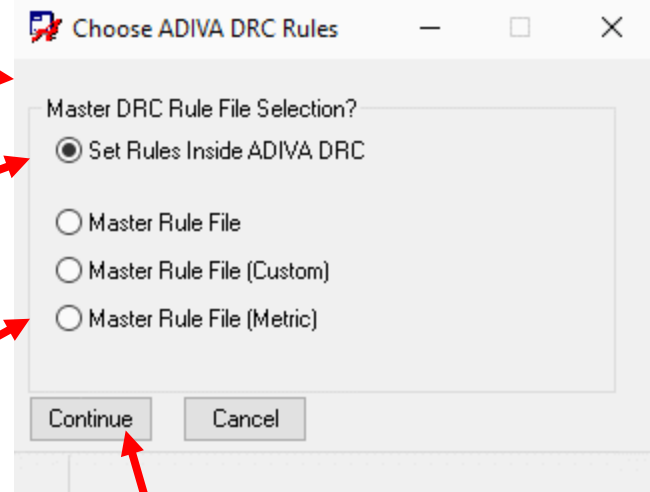 Choose ADIVA DRC Rules
Master DRC Rule File Selection?
Set Rules Inside ADIVA DRC
Master Rule File
Master Rule File (Custom)
Master Rule File (Metric)
Continue Cancel